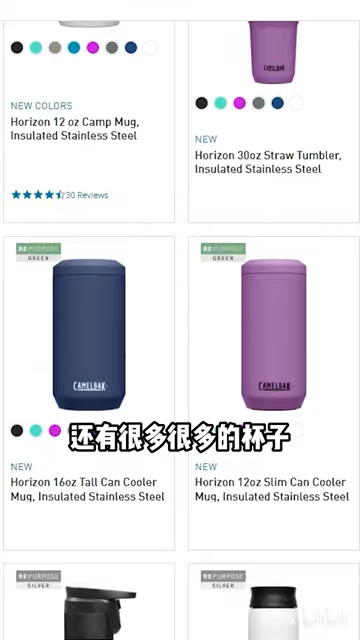 NEW COLORS
Horizon 12 oz Camp Mug,
Insulated Stainless Steel
30 Reviews
NEW
Horizon 30oz Straw Tumbler,
Insulated Stainless Steel
REPURPOSE
GREEN
CAMELBAK
REPURPOSE
GREEN
CAMELBAK
还有很多很多的杯子
NEW
Horizon 16oz Tall Can Cooler
Mug, Insulated Stainless Steel
NEW
Horizon 12oz Slim Can Cooler
Mug, Insulated Stainless Steel
REPURPOSE
SILVER
REPURPOSE
SILVER
bilibili